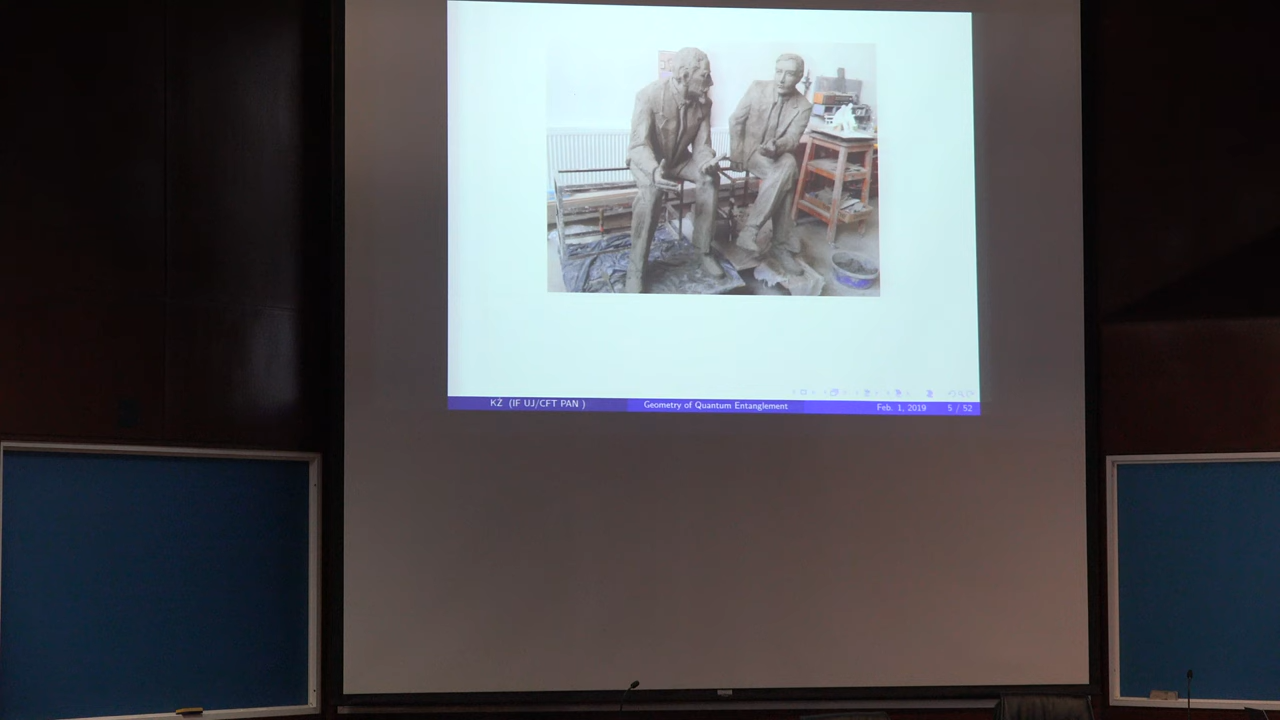 KŻ (IF UJ/CFT PAN )
Geometry of Quantum Entanglement
Feb. 1, 2019
5 / 52